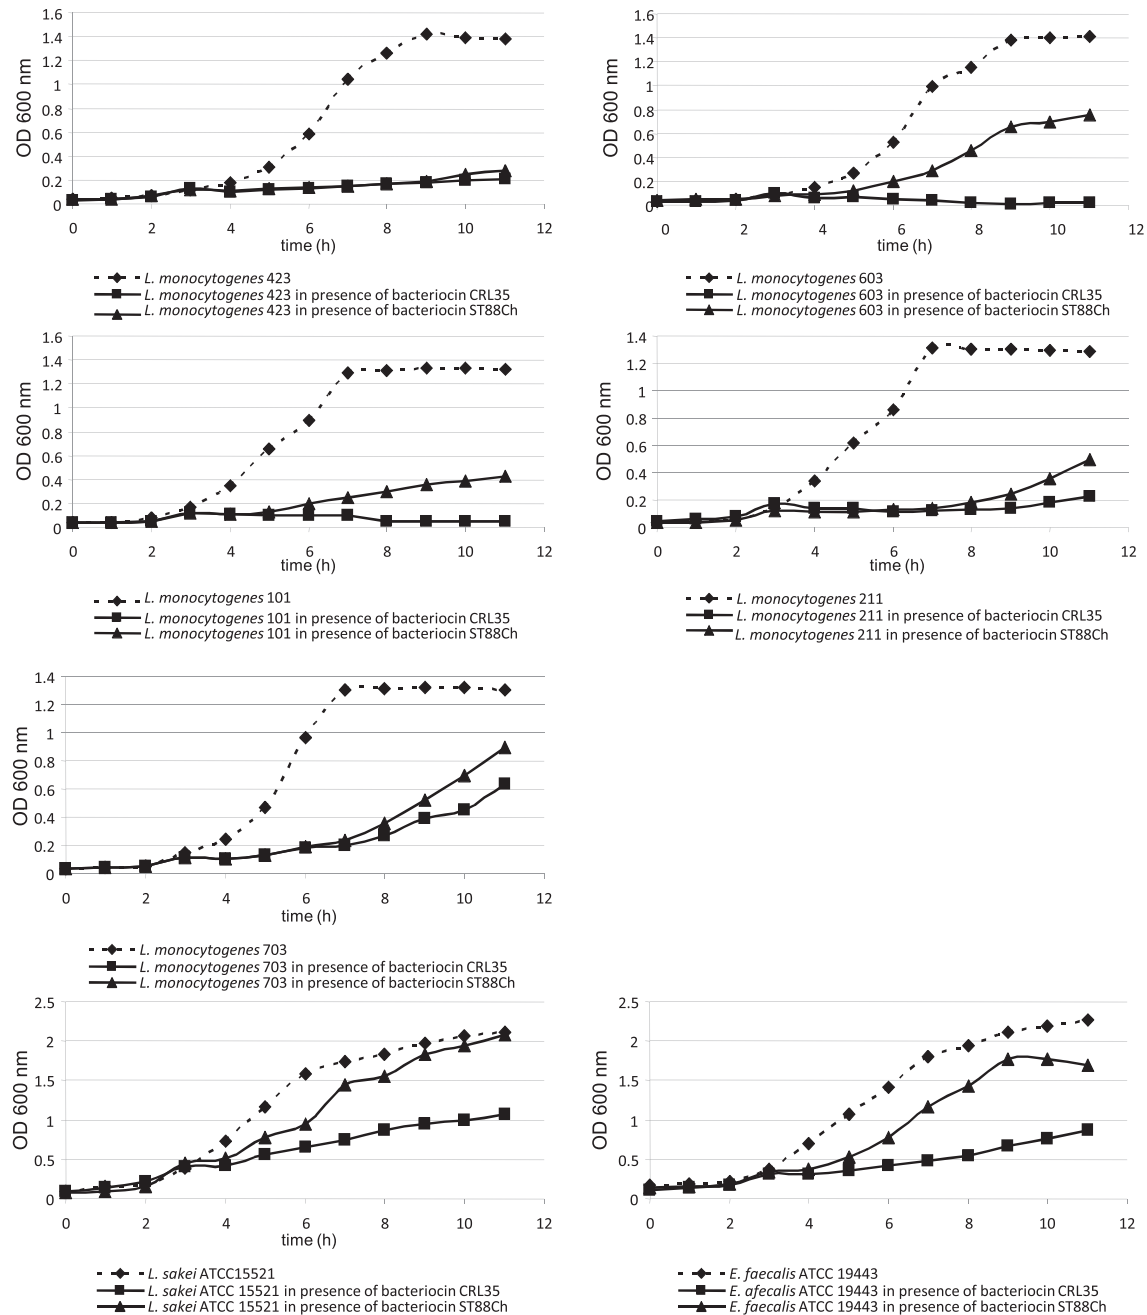 1.6
1.4
1.2
1
0.8
0.6
0.4
0.2
0
OD 600 nm
0 2 4 6 8 10 12
time (h)
L. monocytogenes 423
L. monocytogenes 423 in presence of bacteriocin CRL35
L. monocytogenes 423 in presence of bacteriocin ST88Ch
1.6
1.4
1.2
1
0.8
0.6
0.4
0.2
0
OD 600 nm
0 2 4 6 8 10 12
time (h)
L. monocytogenes 603
L. monocytogenes 603 in presence of bacteriocin CRL35
L. monocytogenes 603 in presence of bacteriocin ST88Ch
1.6
1.4
1.2
1
0.8
0.6
0.4
0.2
0
OD 600 nm
0 2 4 6 8 10 12
time (h)
L. monocytogenes 101
L. monocytogenes 101 in presence of bacteriocin CRL35
L. monocytogenes 101 in presence of bacteriocin ST88Ch
1.4
1.2
1
0.8
0.6
0.4
0.2
0
OD 600 nm
0 2 4 6 8 10 12
time (h)
L. monocytogenes 211
L. monocytogenes 211 in presence of bacteriocin CRL35
L. monocytogenes 211 in presence of bacteriocin ST88Ch
1.4
1.2
1
0.8
0.6
0.4
0.2
0
OD 600 nm
0 2 4 6 8 10 12
time (h)
L. monocytogenes 703
L. monocytogenes 703 in presence of bacteriocin CRL35
L. monocytogenes 703 in presence of bacteriocin ST88Ch
2.5
2
1.5
1
0.5
0
OD 600 nm
0 2 4 6 8 10 12
time (h)
L. sakei ATCC15521
L. sakei ATCC 15521 in presence of bacteriocin CRL35
L. sakei ATCC 15521 in presence of bacteriocin ST88Ch
2.5
2
1.5
1
0.5
0
OD 600 nm
0 2 4 6 8 10 12
time (h)
E. faecalis ATCC 19443
E. afecalis ATCC 19443 in presence of bacteriocin CRL35
E. faecalis ATCC 19443 in presence of bacteriocin ST88Ch